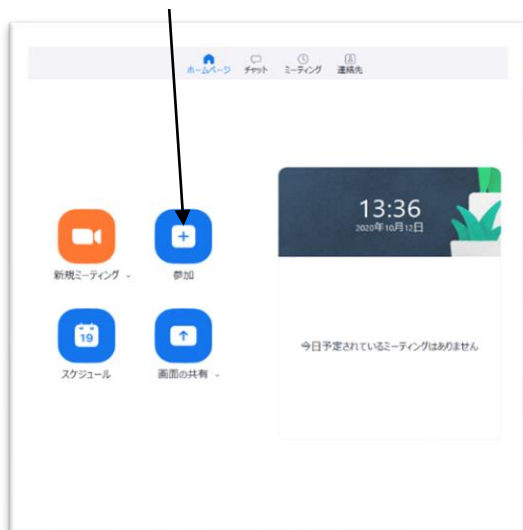 ホームページ チャット ミーティング 連絡先
13:36
2020年10月12日
新規ミーティング 参加
19
スケジュール 画面の共有
今日予定されているミーティングはありません